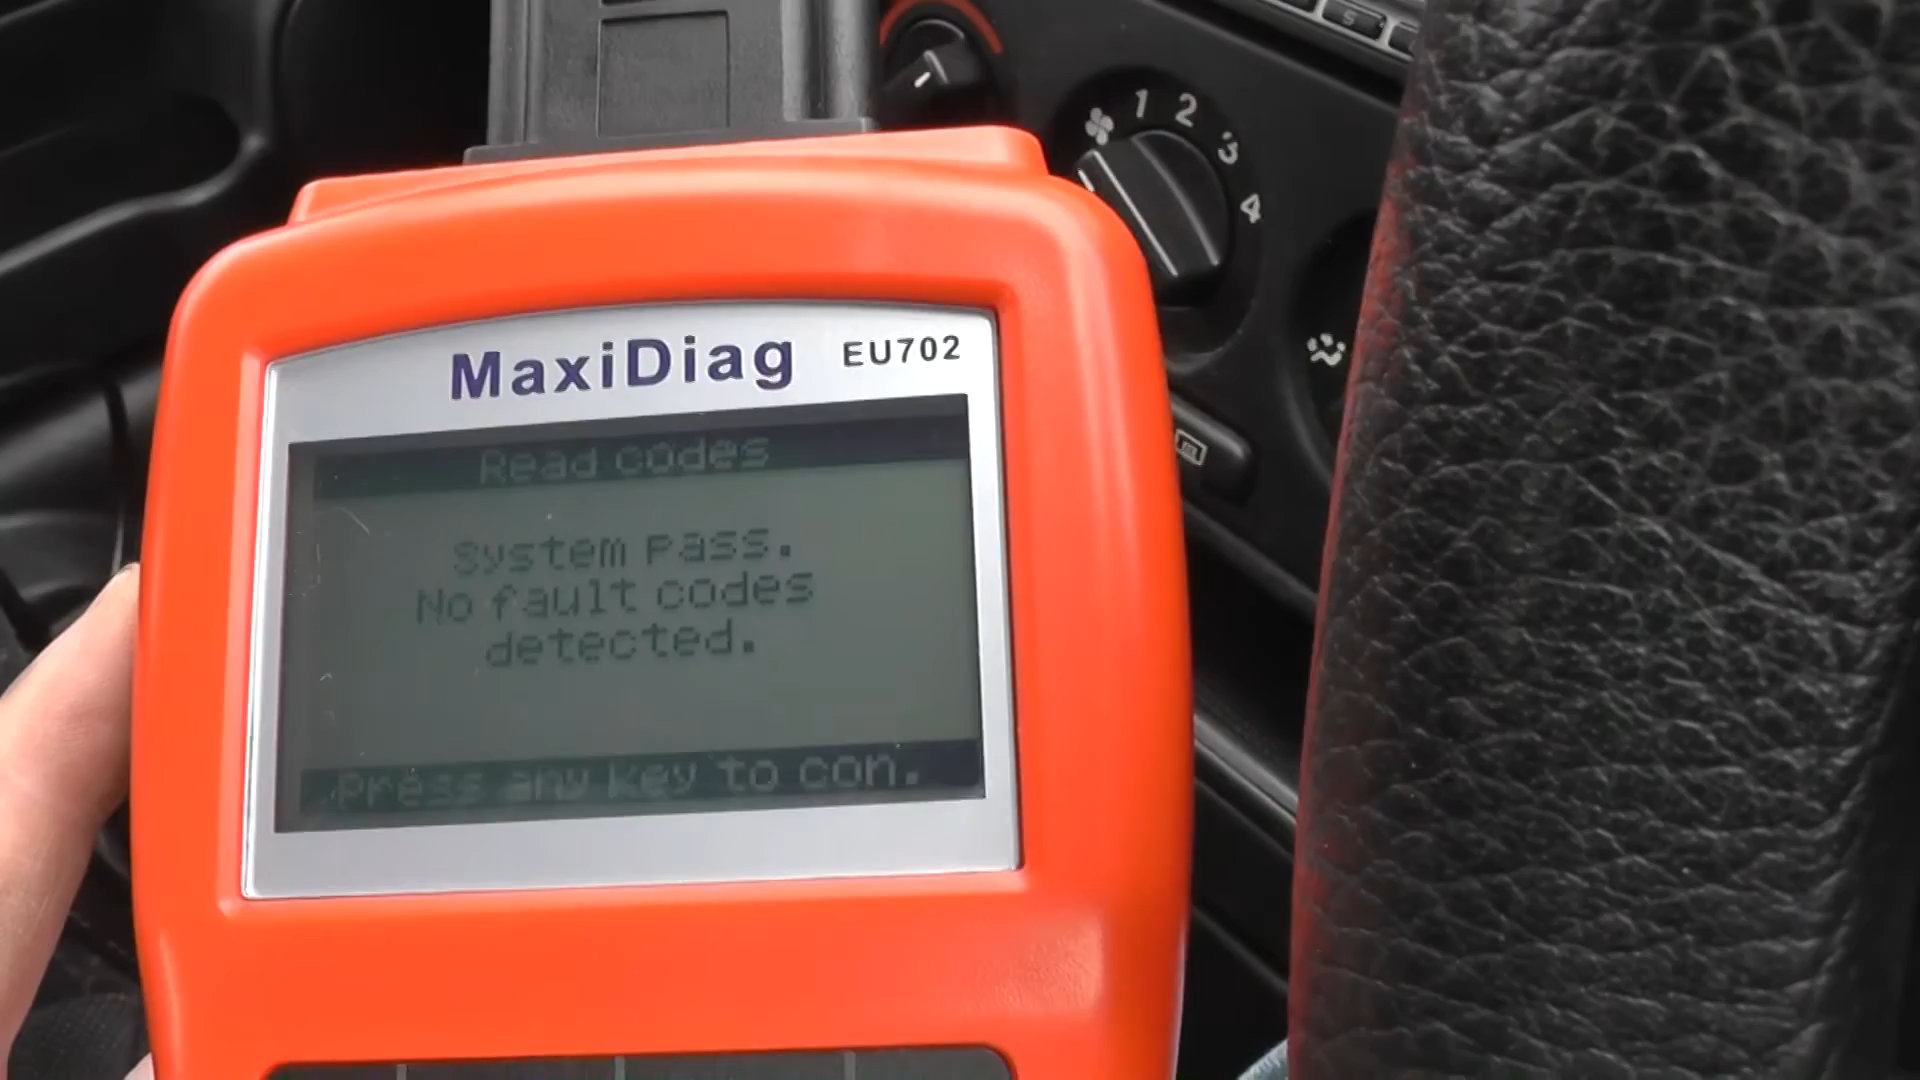 S
1 2 3 4
MaxiDiag EU702
Read codes
System pass.
No fault codes
detected.
Press any key to con.